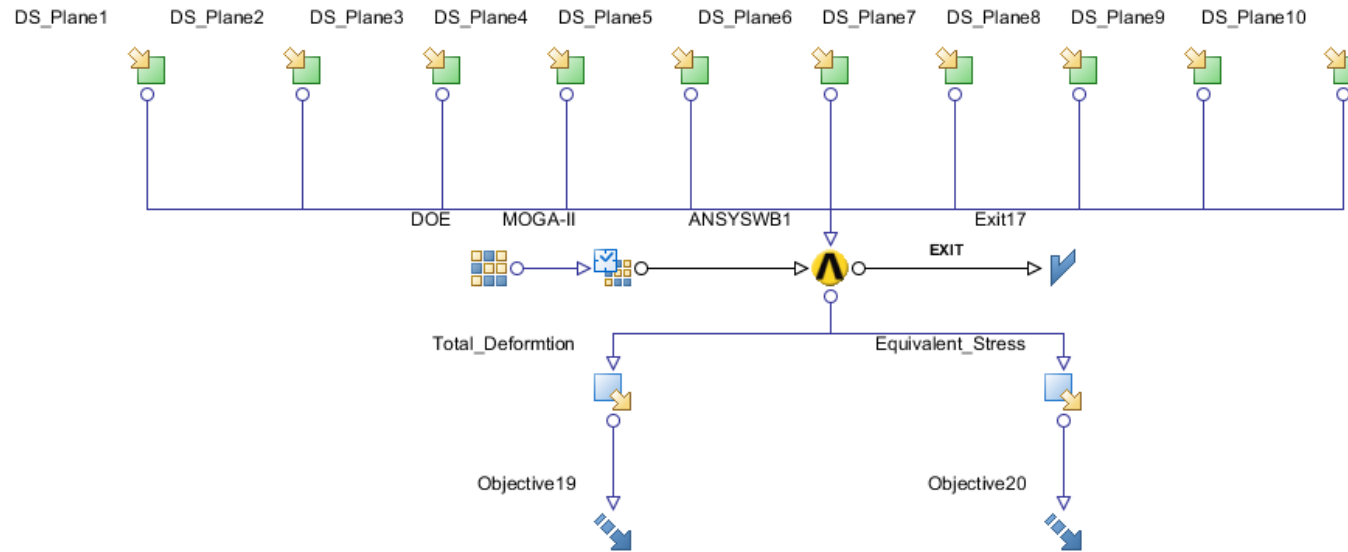 DS_Plane1 DS_Plane2 DS_Plane3 DS_Plane4 DS_Plane5 DS_Plane6 DS_Plane7 DS_Plane8 DS_Plane9 DS_Plane10
DOE MOGA-II ANSYSWB1 Exit17
EXIT
Total_Deformtion Equivalent_Stress
Objective19 Objective20